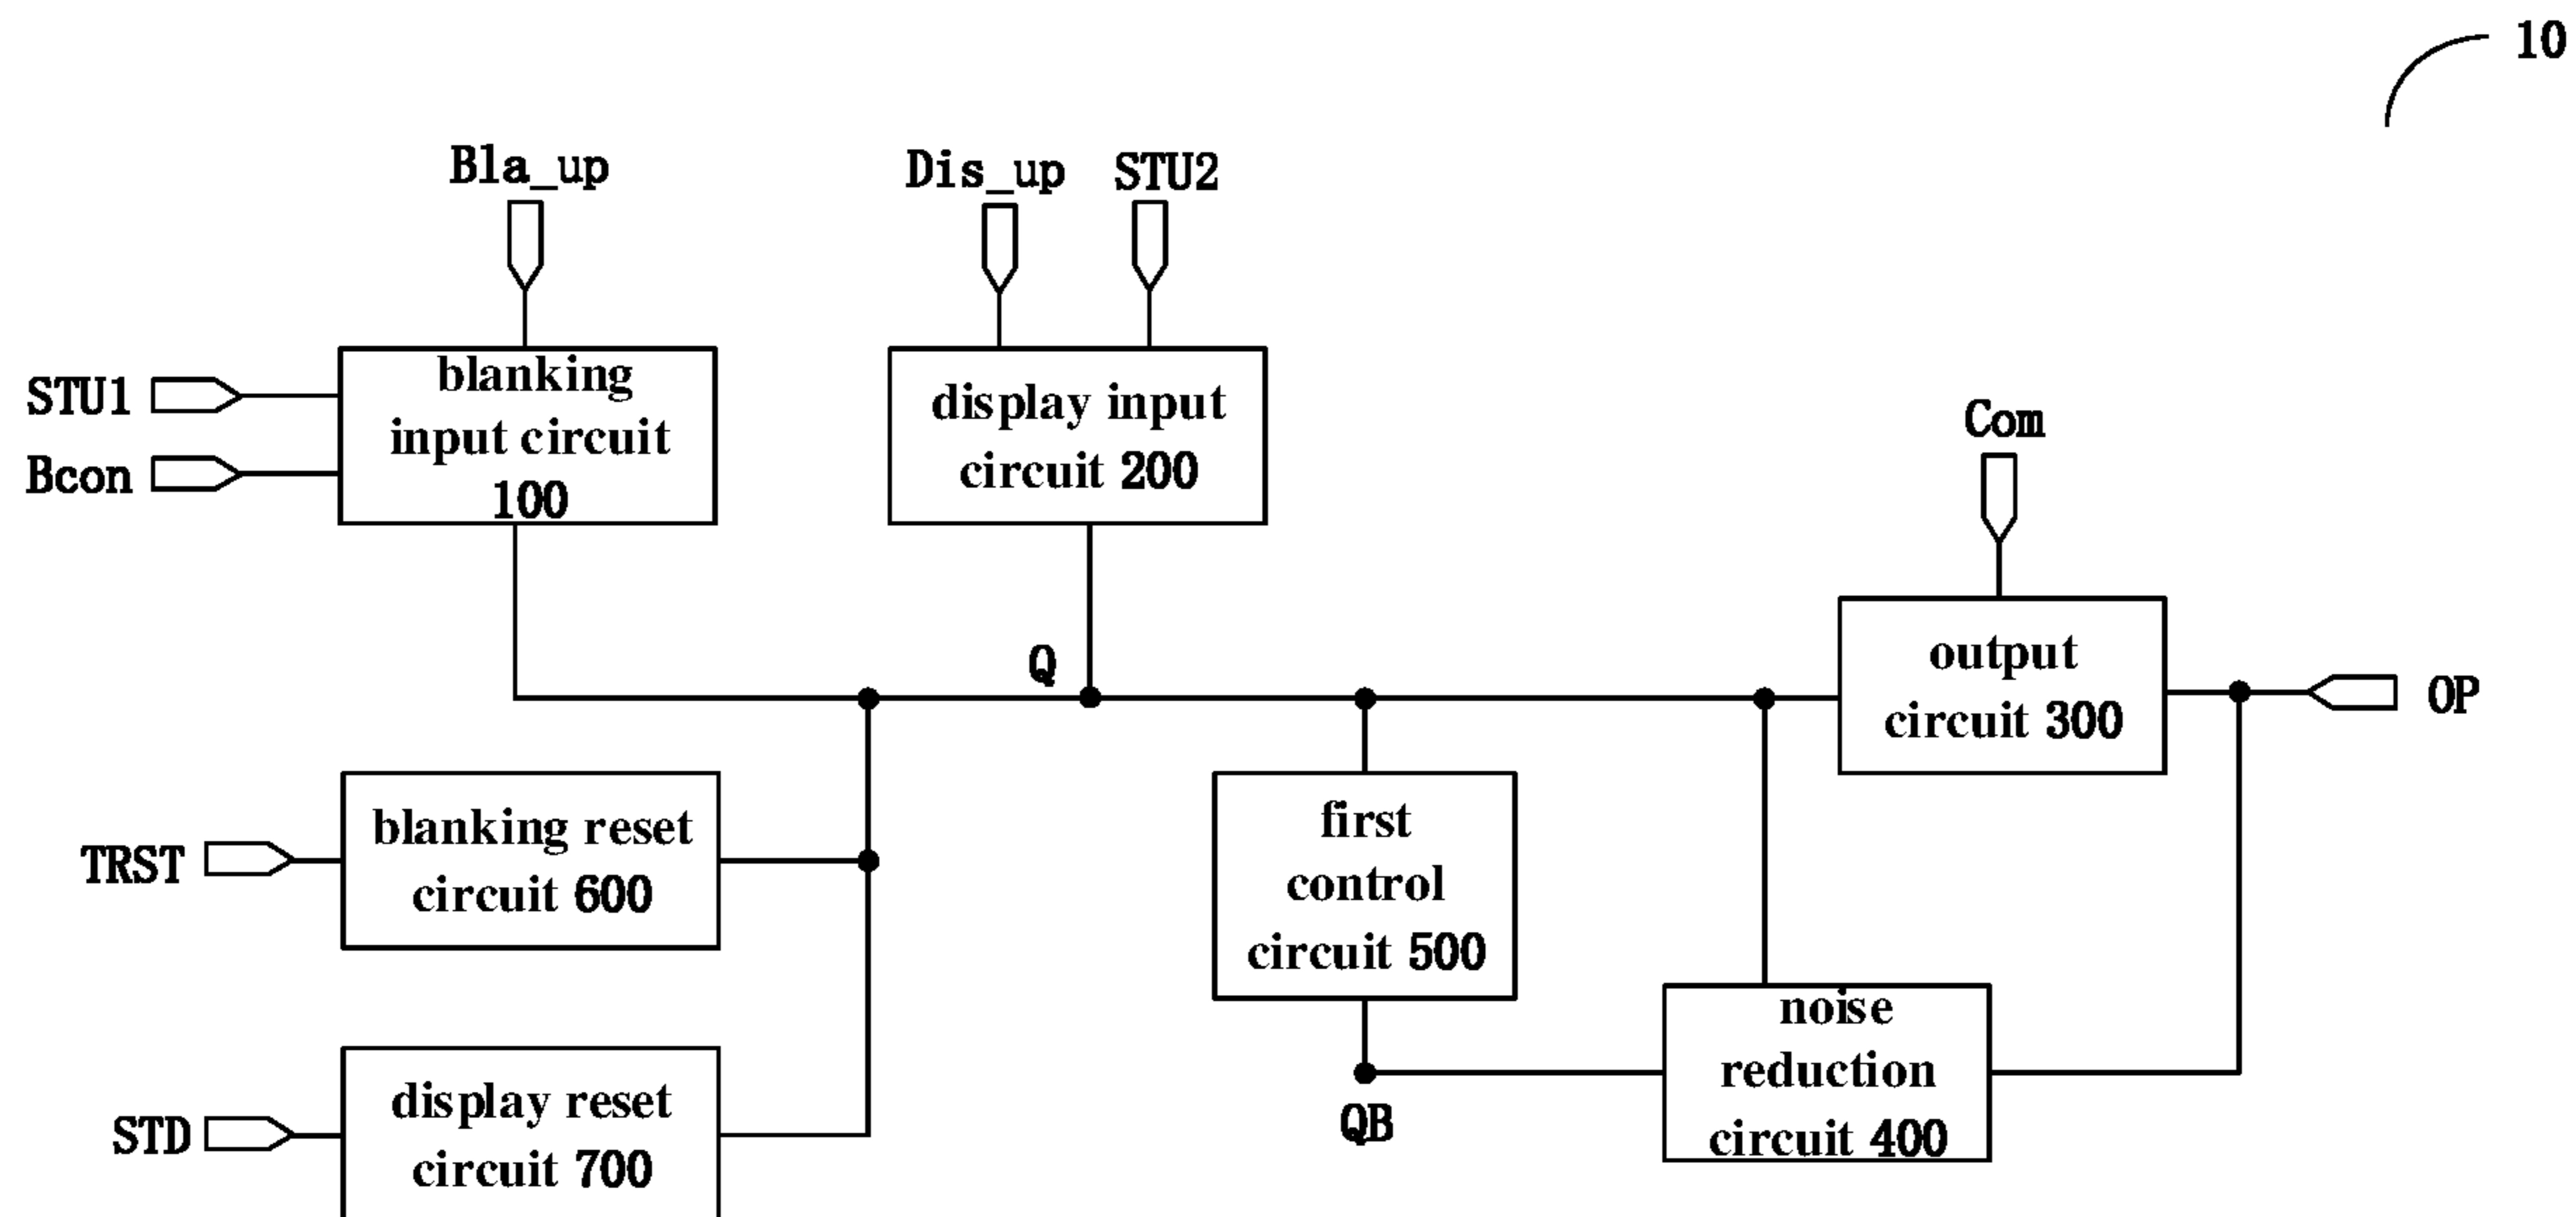 10
Bla_up
Dis_up
STU2
STU1
Bcon
blanking
input circuit
100
display input
circuit 200
Com
Q
output
circuit 300
OP
TRST
blanking reset
circuit 600
first
control
circuit 500
noise
reduction
circuit 400
QB
STD
display reset
circuit 700